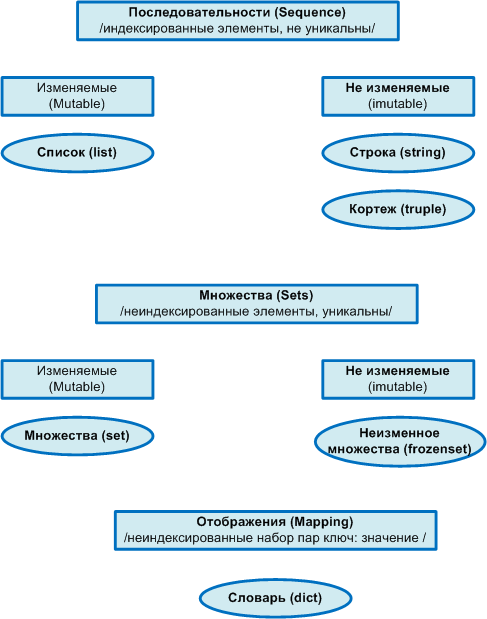 Последовательности (Sequence)
/индексированные элементы, не уникальны/
Изменяемые
(Mutable)
Не изменяемые
(imutable)
Список (list)
Строка (string)
Кортеж (truple)
Множества (Sets)
/неиндексированные элементы, уникальны/
Изменяемые
(Mutable)
Не изменяемые
(imutable)
Множества (set)
Неизменное
множества (frozenset)
Отображения (Mapping)
/неиндексированные набор пар ключ: значение /
Словарь (dict)